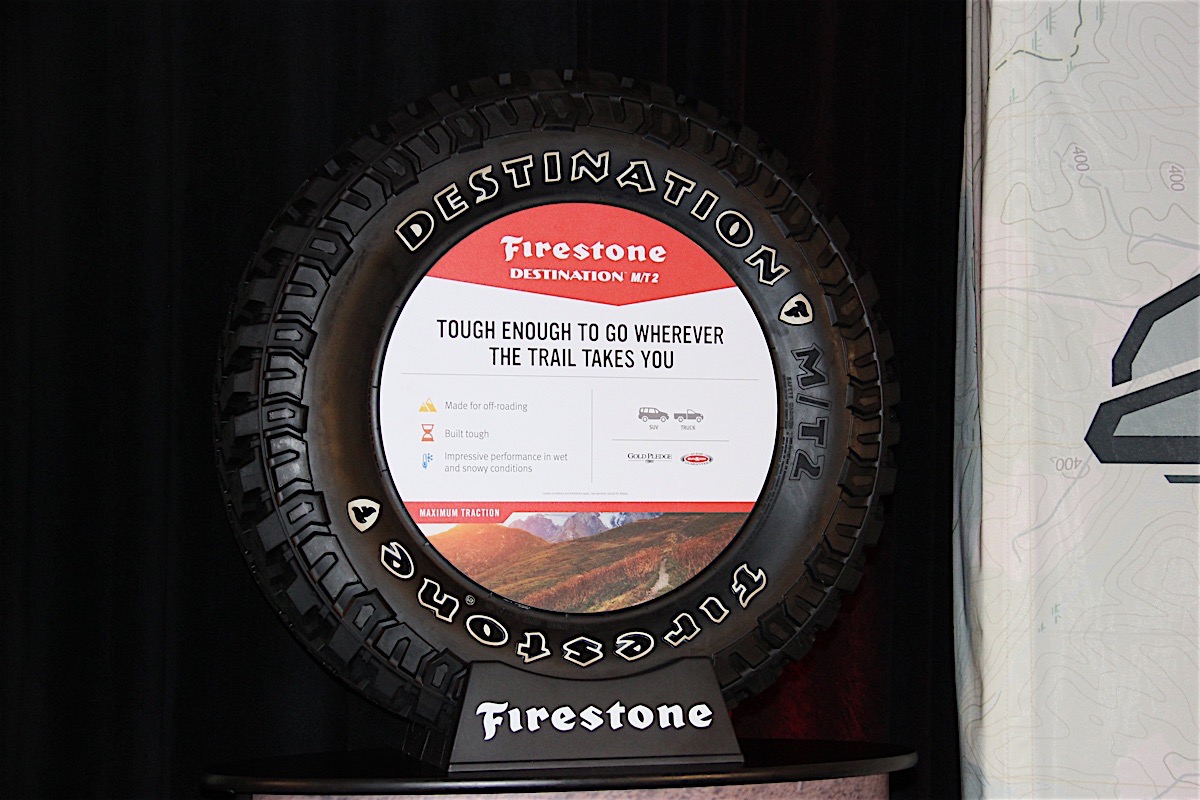 DESTINATION
M/T2
Firestone
DESTINATION M/T2
TOUGH ENOUGH TO GO WHEREVER
THE TRAIL TAKES YOU
Made for off-roading
Built tough
Impressive performance in wet
and snowy conditions
SUV
TRUCK
GOLD PLEDGE
MAXIMUM TRACTION
Firestone
Firestone
400
400
400